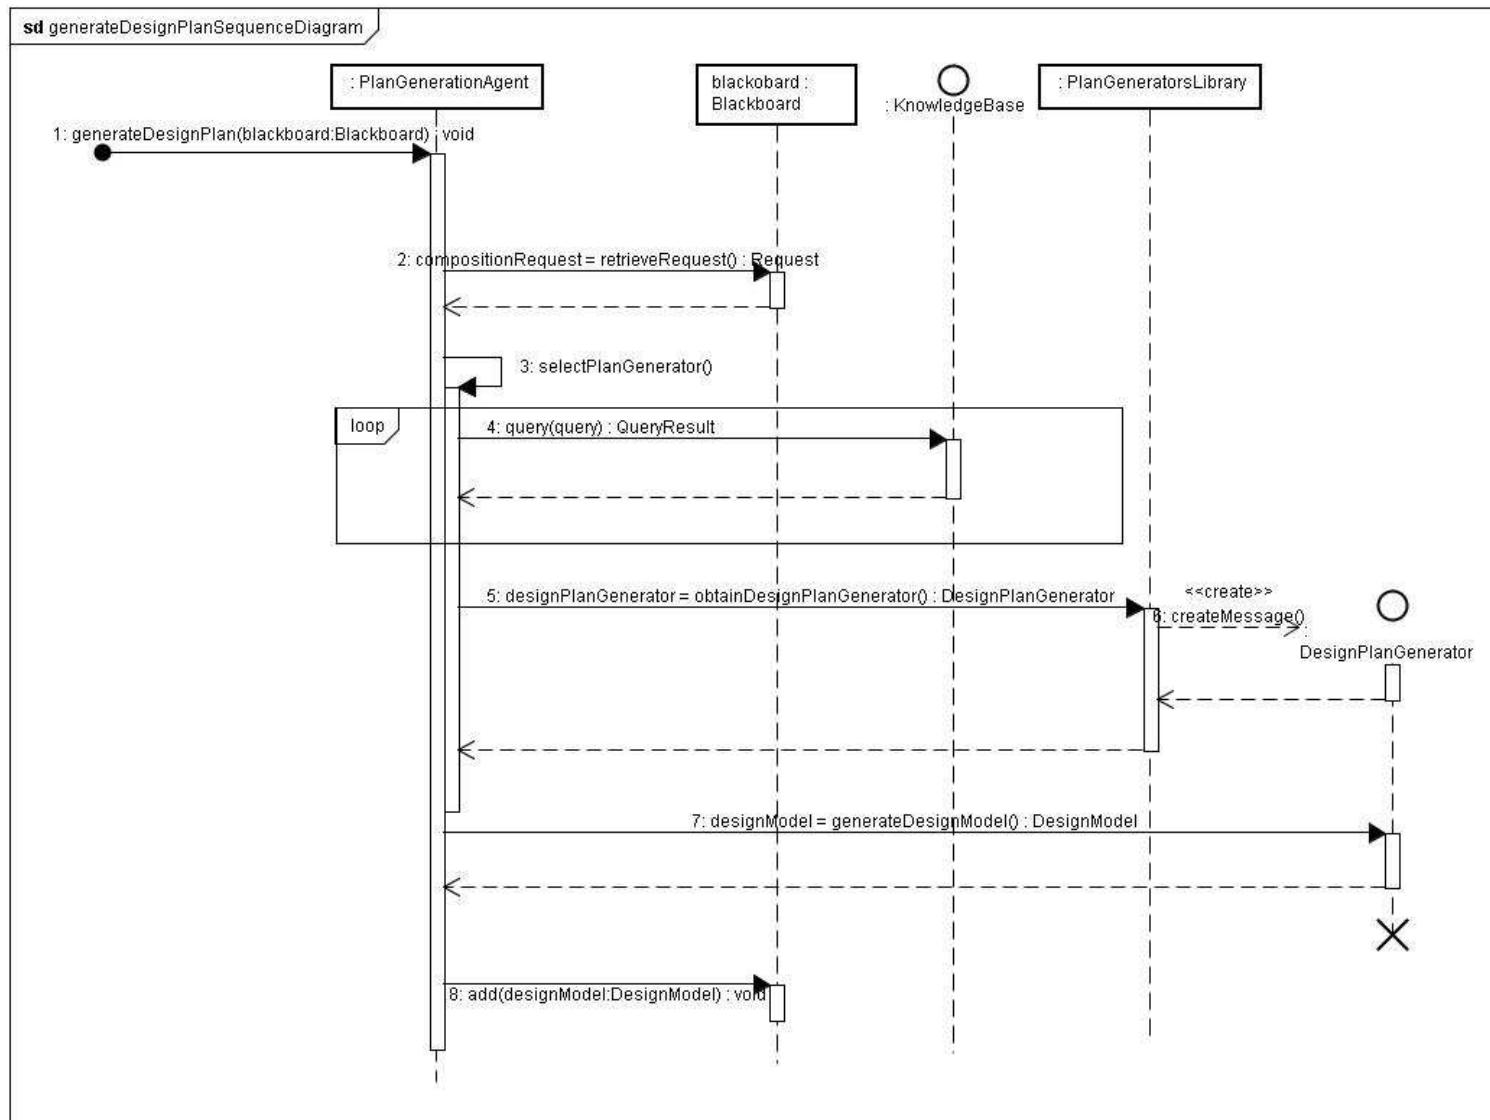 sd generateDesignPlanSequenceDiagram
: PlanGenerationAgent
blackobard :
Blackboard
: KnowledgeBase
: PlanGeneratorsLibrary
1: generateDesignPlan(blackboard:Blackboard) : void
2: compositionRequest = retrieveRequest() : Request
3: selectPlanGenerator()
loop
4: query(query) : QueryResult
5: designPlanGenerator = obtainDesignPlanGenerator() : DesignPlanGenerator
<<create>>
6: createMessage()
:
DesignPlanGenerator
7: designModel = generateDesignModel() : DesignModel
8: add(designModel:DesignModel) : void